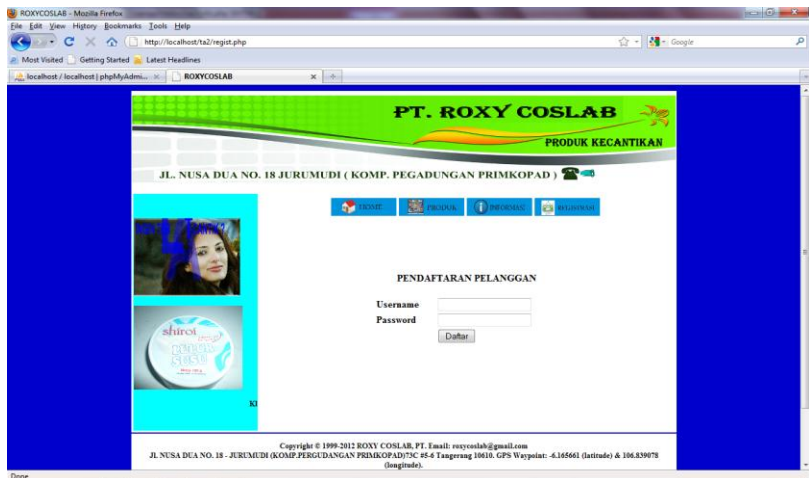 ROXYCOSLAB - Mozilla Firefox
File Edit View History Bookmarks Tools Help
http://localhost/ta2/regist.php
Google
Most Visited Getting Started Latest Headlines
localhost / localhost | phpMyAdmi...
ROXYCOSLAB
PT. ROXY COSLAB
PRODUK KECANTIKAN
JL. NUSA DUA NO. 18 JURUMUDI ( KOMP. PEGADUNGAN PRIMKOPAD )
HOME PRODUK INFORMASI REGISTRASI
PENDAFTARAN PELANGGAN
Username
Password
Daftar
shiroi
LULUR
SUSU
KI
Copyright © 1999-2012 ROXY COSLAB, PT. Email: roxycoslab@gmail.com
JL NUSA DUA NO. 18 - JURUMUDI (KOMP.PERGUDANGAN PRIMKOPAD)73C #5-6 Tangerang 10610. GPS Waypoint: -6.165661 (latitude) & 106.839078
(longitude).
Done